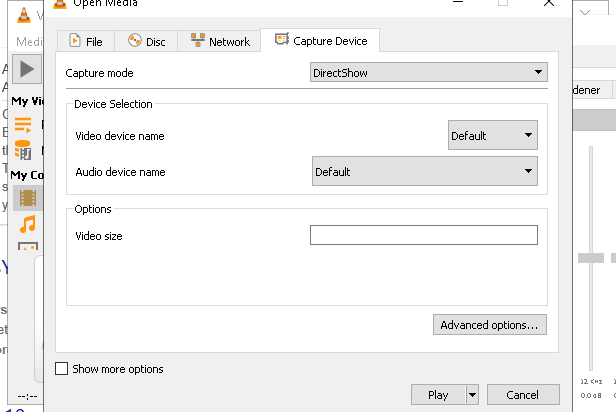 Open Media
Medi
File
Disc
Network
Capture Device
Capture mode
DirectShow
dener
My Vi
Device Selection
Video device name
Default
Audio device name
Default
My Co
Options
Video size
Advanced options...
Show more options
12 KHz
0.0 dB
--:--
Play
Cancel